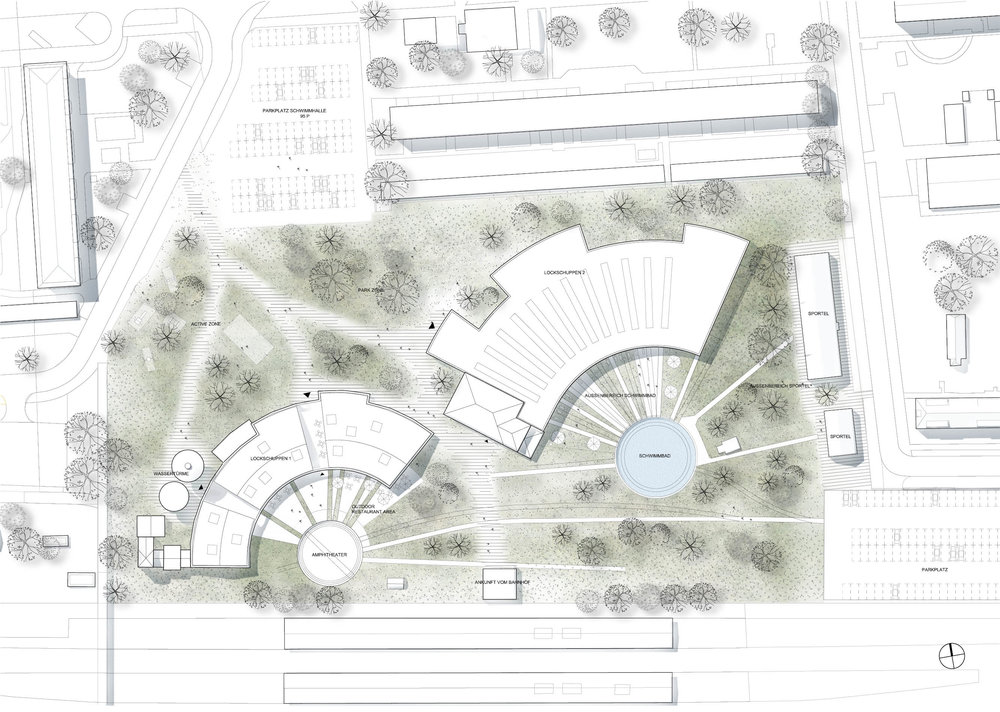 PARKPLATZ SCHWIMMHALLE
95 P
LOCKSCHUPPEN 2
PARK ZONE
SPORTEL
ACTIVE ZONE
AUSSENBEREICH SPORTEL
AUSSENBEREICH SCHWIMMBAD
SPORTEL
LOCKSCHUPPEN 1
SCHWIMMBAD
WASSERTÜRME
OUTDOOR
RESTAURANT AREA
AMPHITHEATER
PARKPLATZ
ANKUNFT VOM BAHNHOF